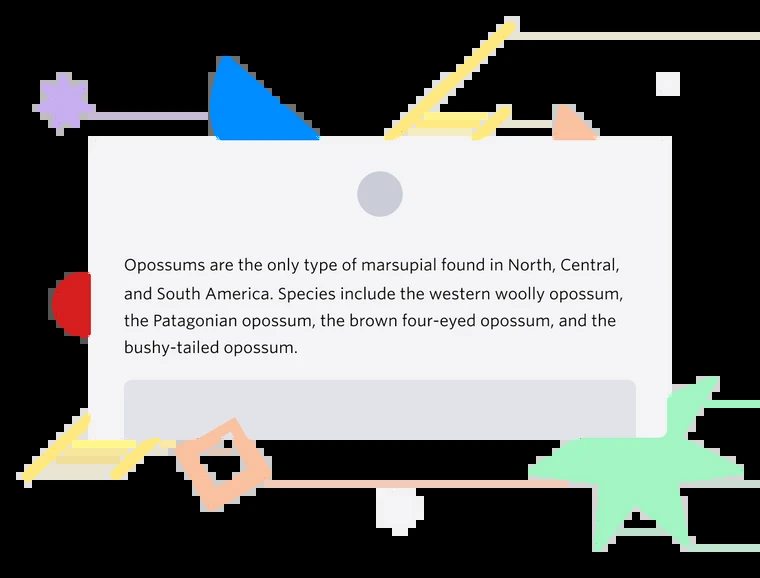 Opossums are the only type of marsupial found in North, Central,
and South America. Species include the western woolly opossum,
the Patagonian opossum, the brown four-eyed opossum, and the
bushy-tailed opossum.